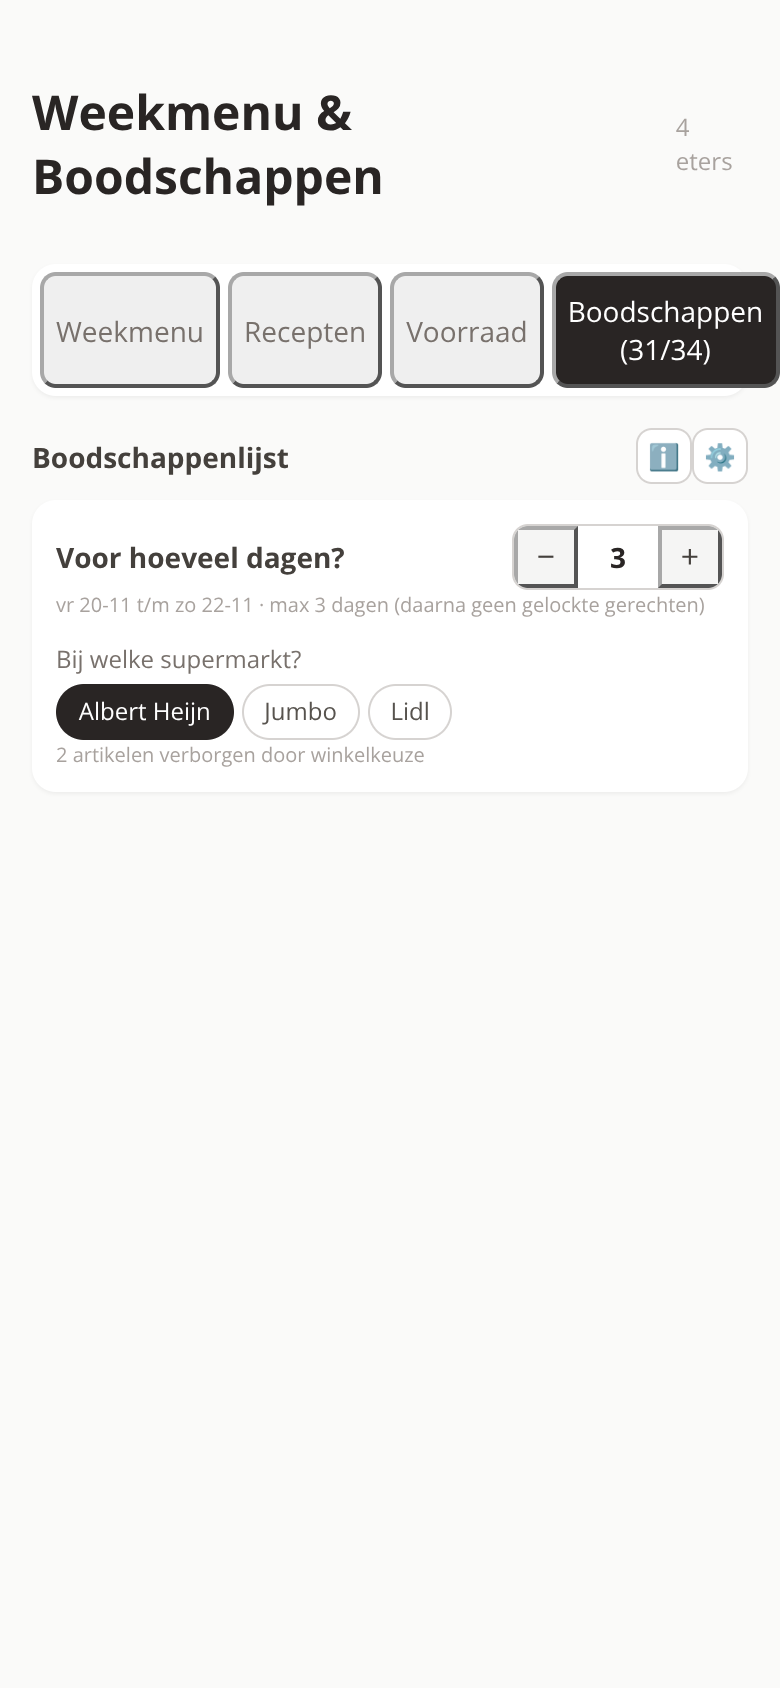 Weekmenu &
Boodschappen
4
eters
Weekmenu
Recepten
Voorraad
Boodschappen
(31/34)
Boodschappenlijst
Voor hoeveel dagen?
− 3 +
vr 20-11 t/m zo 22-11 · max 3 dagen (daarna geen gelockte gerechten)
Bij welke supermarkt?
Albert Heijn
Jumbo
Lidl
2 artikelen verborgen door winkelkeuze